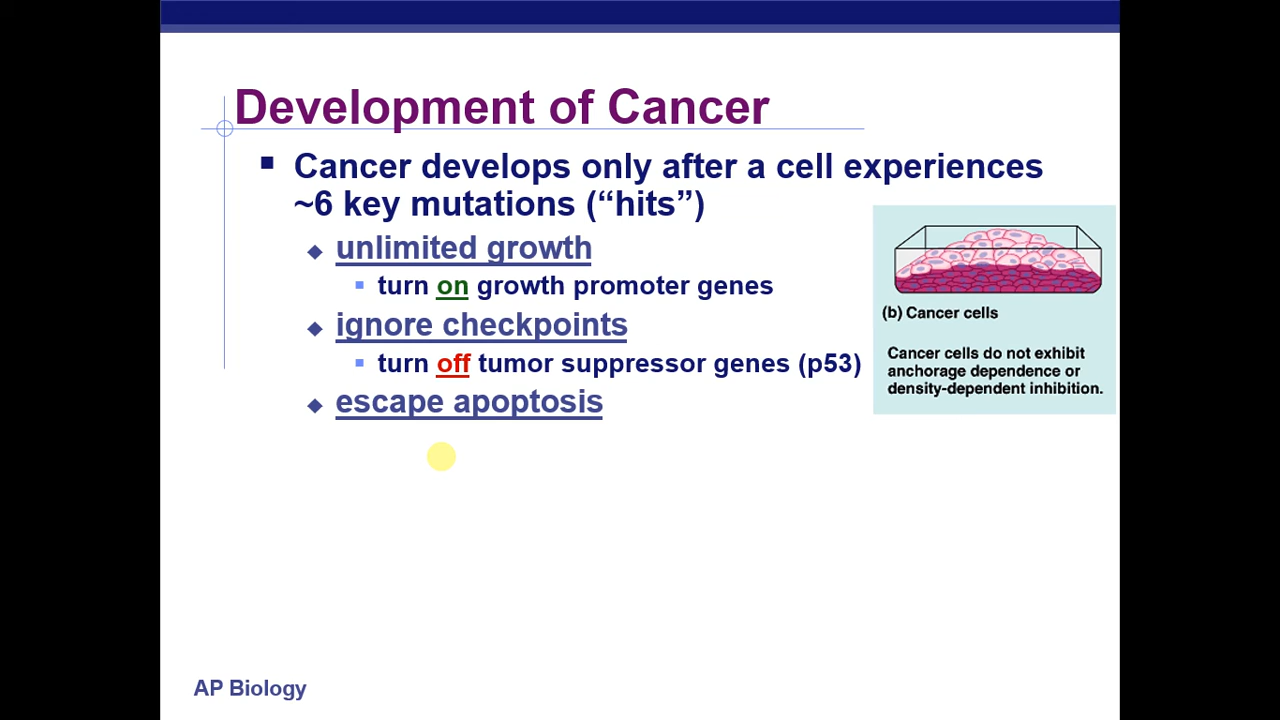 Development of Cancer
Cancer develops only after a cell experiences
~6 key mutations (“hits”)
unlimited growth
turn on growth promoter genes
ignore checkpoints
turn off tumor suppressor genes (p53)
escape apoptosis
(b) Cancer cells
Cancer cells do not exhibit
anchorage dependence or
density-dependent inhibition.
AP Biology